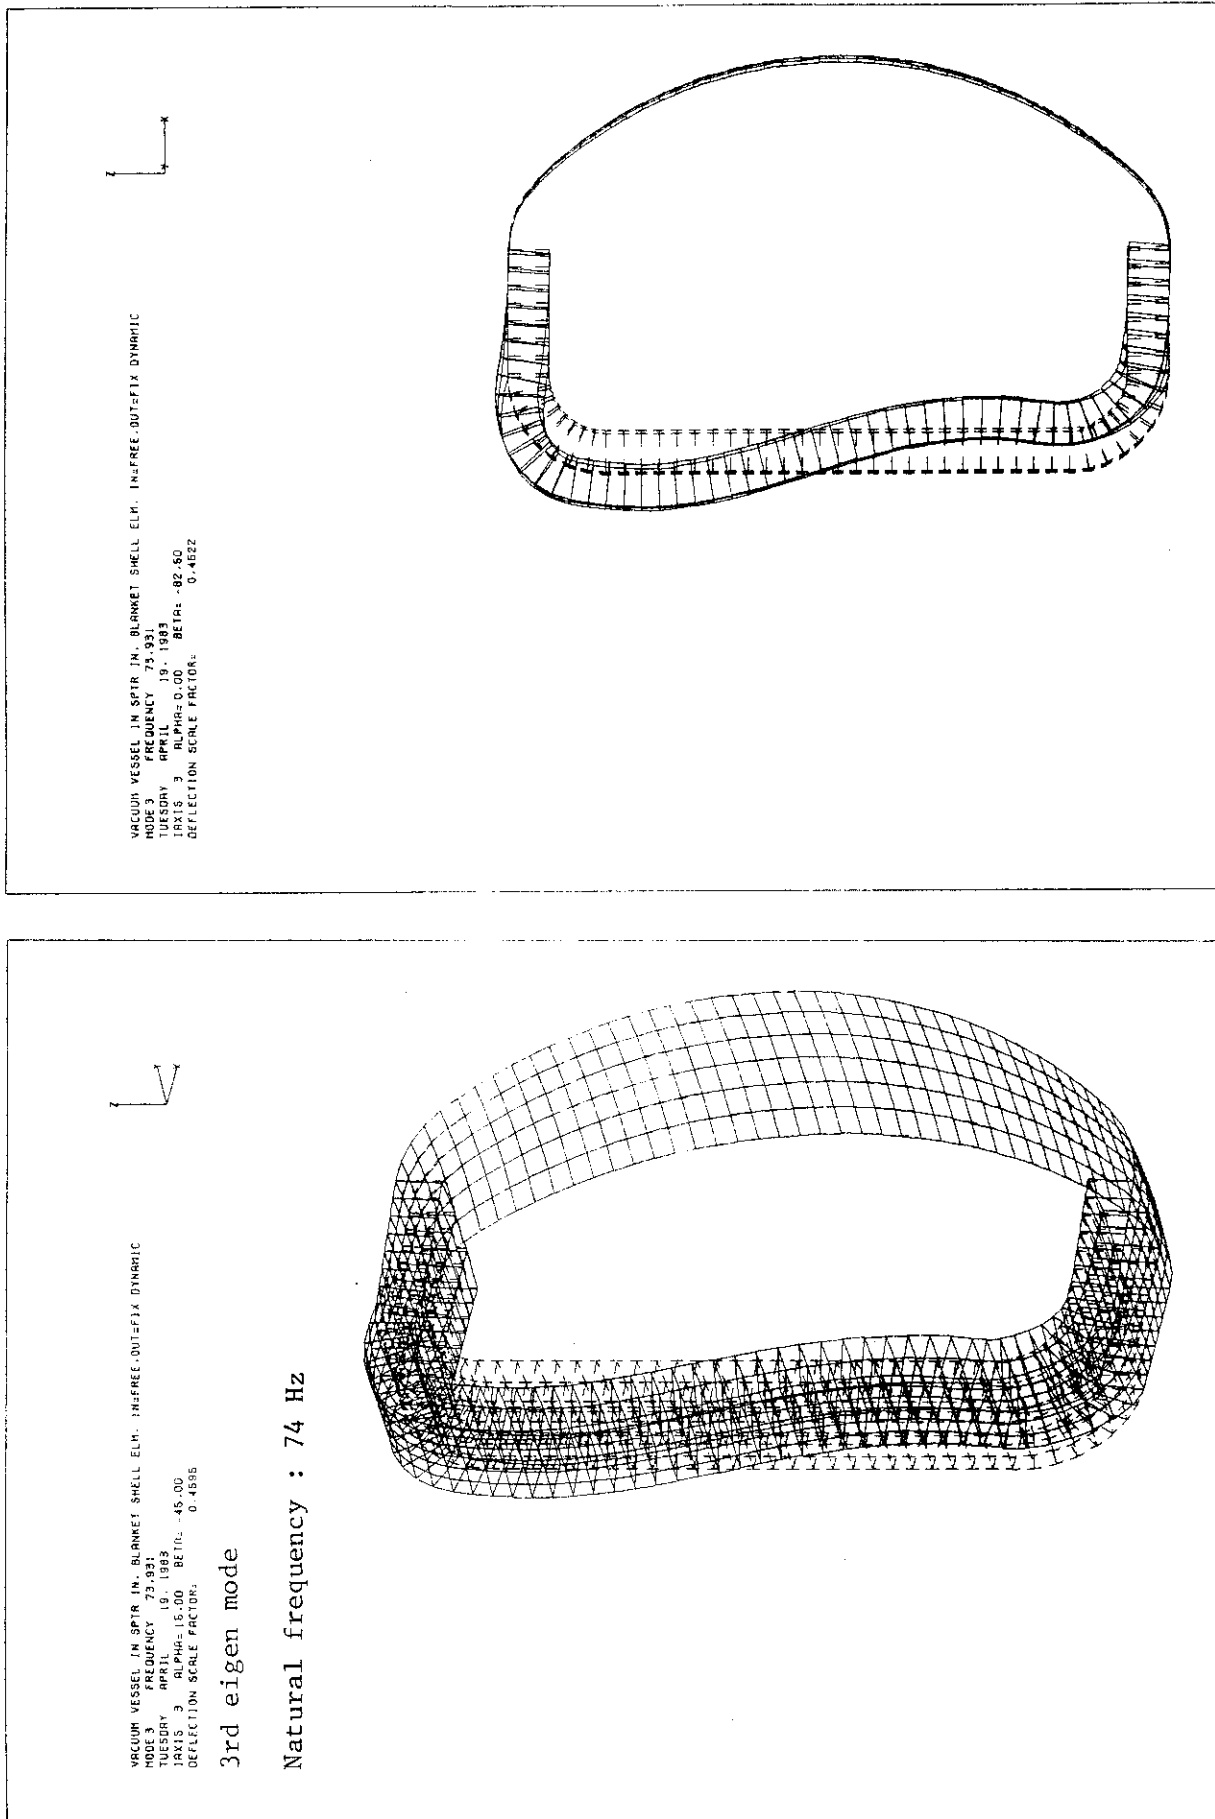 VACUUM VESSEL IN SPTR IN. BLANKET SHELL ELM. IN=FREE.OUT=FIX DYNAMIC
MODE 3 FREQUENCY 73.931
TUESDAY APRIL 19. 1983
IAXIS 3 ALPHA= 15.00 BETA= -45.00
DEFLECTION SCALE FACTOR= 0.4595
3rd eigen mode
Natural frequency : 74 Hz
Z
Y
X
VACUUM VESSEL IN SPTR IN. BLANKET SHELL ELM. IN=FREE.OUT=FIX DYNAMIC
MODE 3 FREQUENCY 73.931
TUESDAY APRIL 19. 1983
IAXIS 3 ALPHA= 0.00 BETA= -82.50
DEFLECTION SCALE FACTOR= 0.4622
Z
Y
X